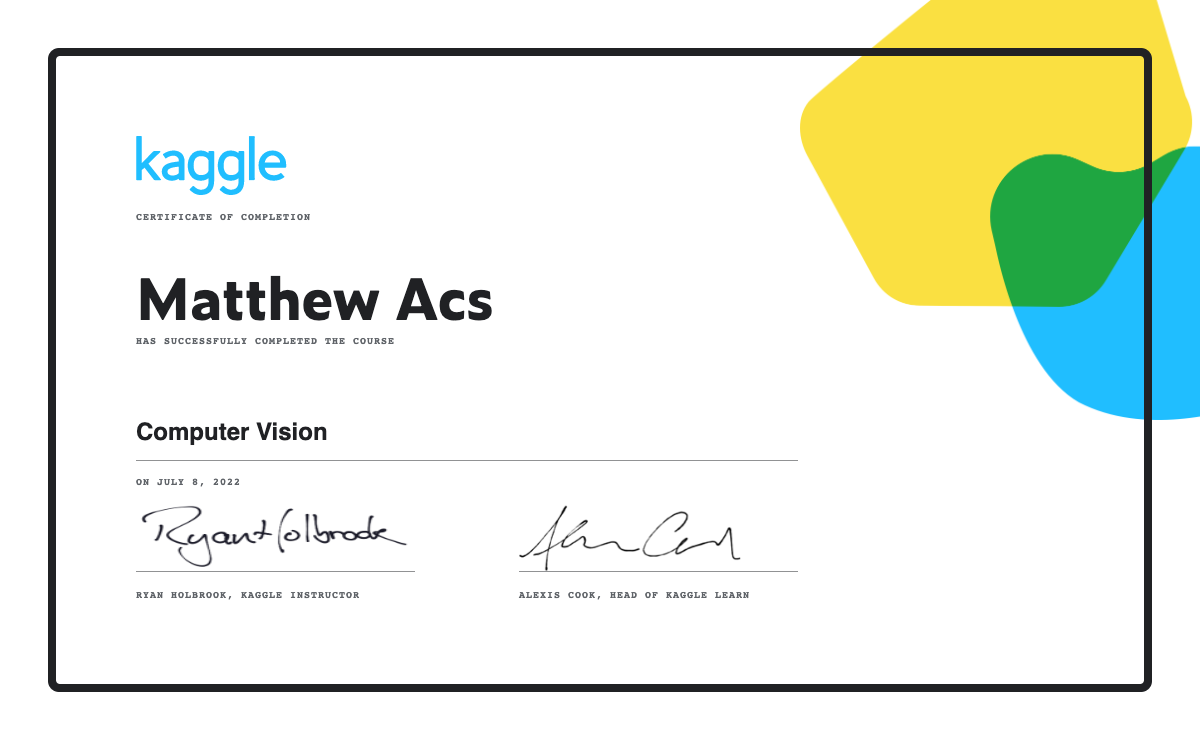 kaggle
CERTIFICATE OF COMPLETION
Matthew Acs
HAS SUCCESSFULLY COMPLETED THE COURSE
Computer Vision
ON JULY 8, 2022
Ryan Holbrook
RYAN HOLBROOK, KAGGLE INSTRUCTOR
ALEXIS COOK, HEAD OF KAGGLE LEARN